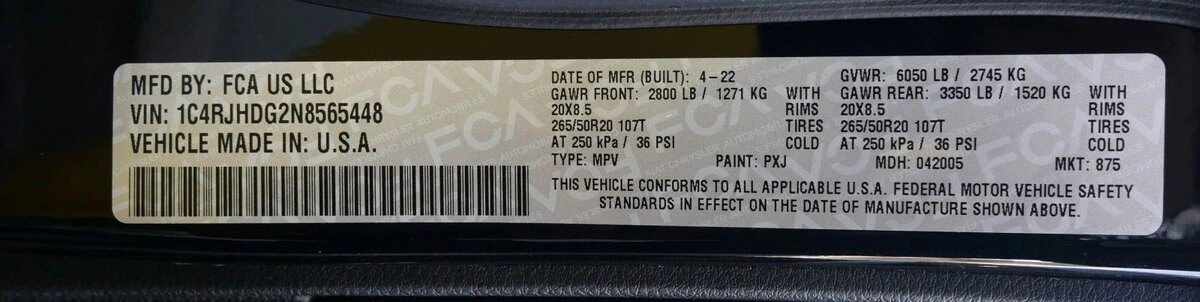 MFD BY: FCA US LLC
VIN: 1C4RJHDG2N8565448
VEHICLE MADE IN: U.S.A.
DATE OF MFR (BUILT): 4-22
GAWR FRONT: 2800 LB / 1271 KG WITH
20X8.5 RIMS
265/50R20 107T TIRES
AT 250 kPa / 36 PSI COLD
GVWR: 6050 LB / 2745 KG
GAWR REAR: 3350 LB / 1520 KG WITH
20X8.5 RIMS
265/50R20 107T TIRES
AT 250 kPa / 36 PSI COLD
TYPE: MPV PAINT: PXJ MDH: 042005 MKT: 875
THIS VEHICLE CONFORMS TO ALL APPLICABLE U.S.A. FEDERAL MOTOR VEHICLE SAFETY
STANDARDS IN EFFECT ON THE DATE OF MANUFACTURE SHOWN ABOVE.